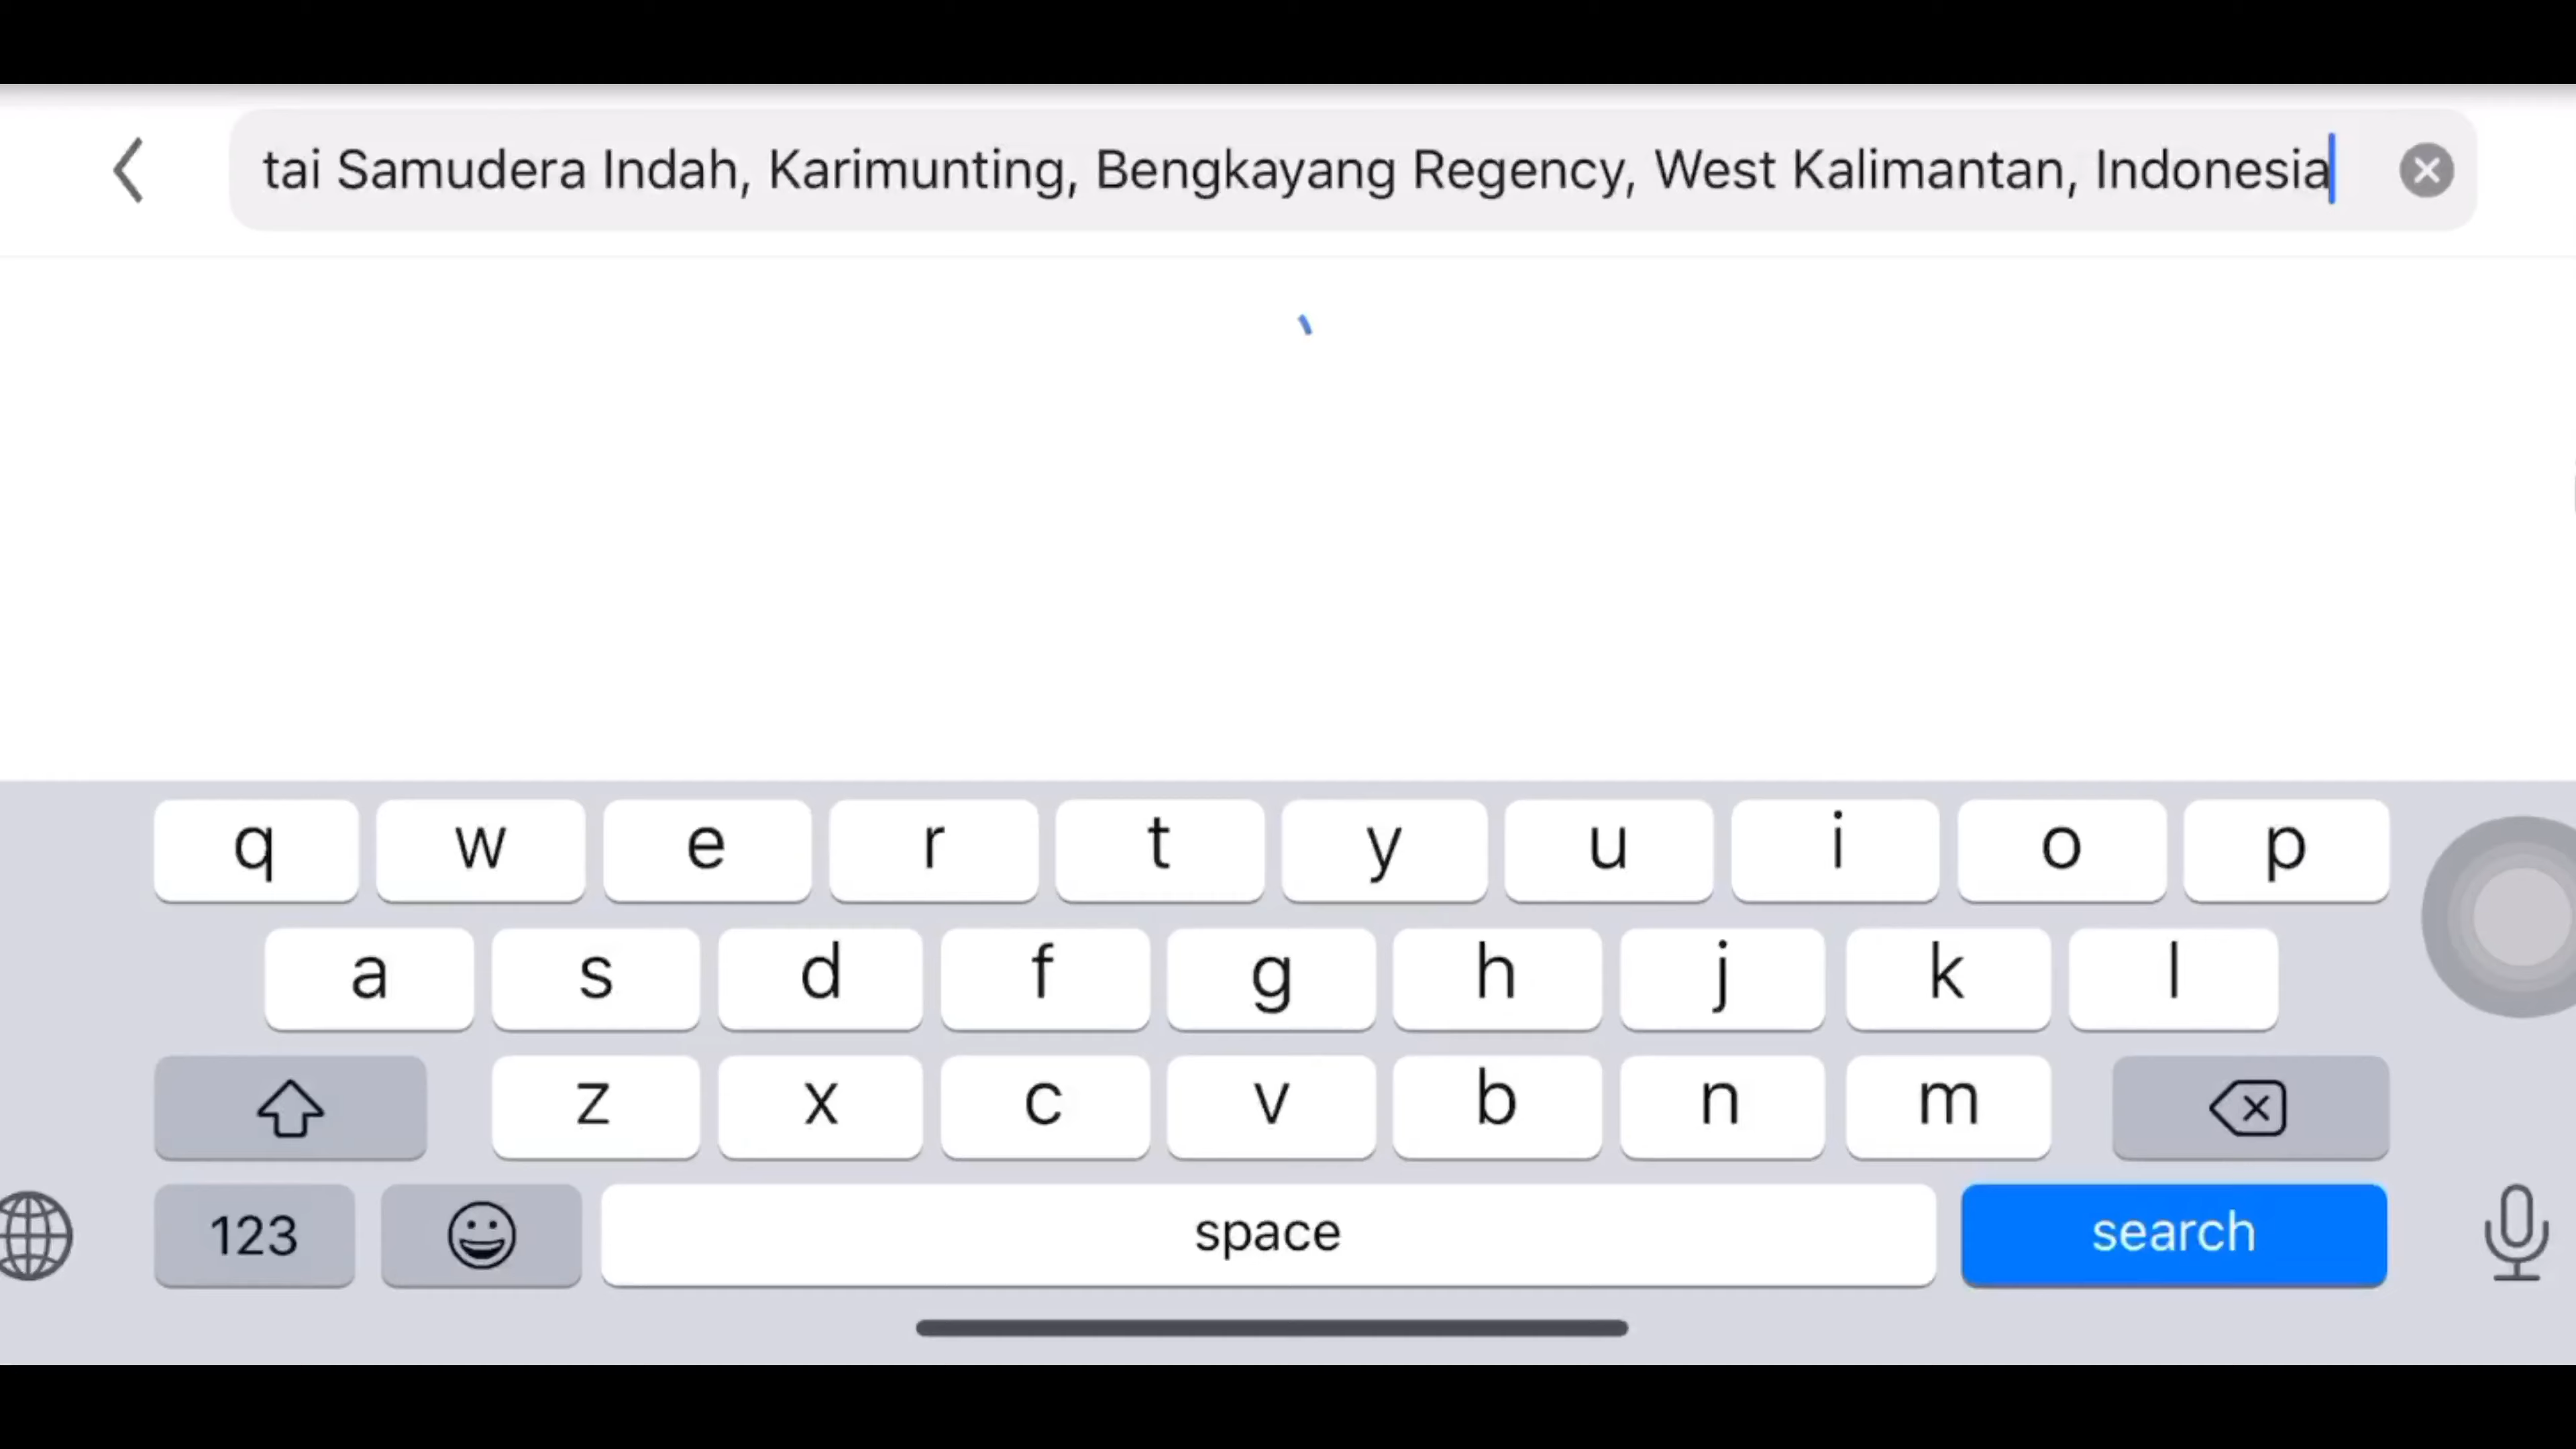 tai Samudera Indah, Karimunting, Bengkayang Regency, West Kalimantan, Indonesia
q w e r t y u i o p
a s d f g h j k l
z x c v b n m
123 space search